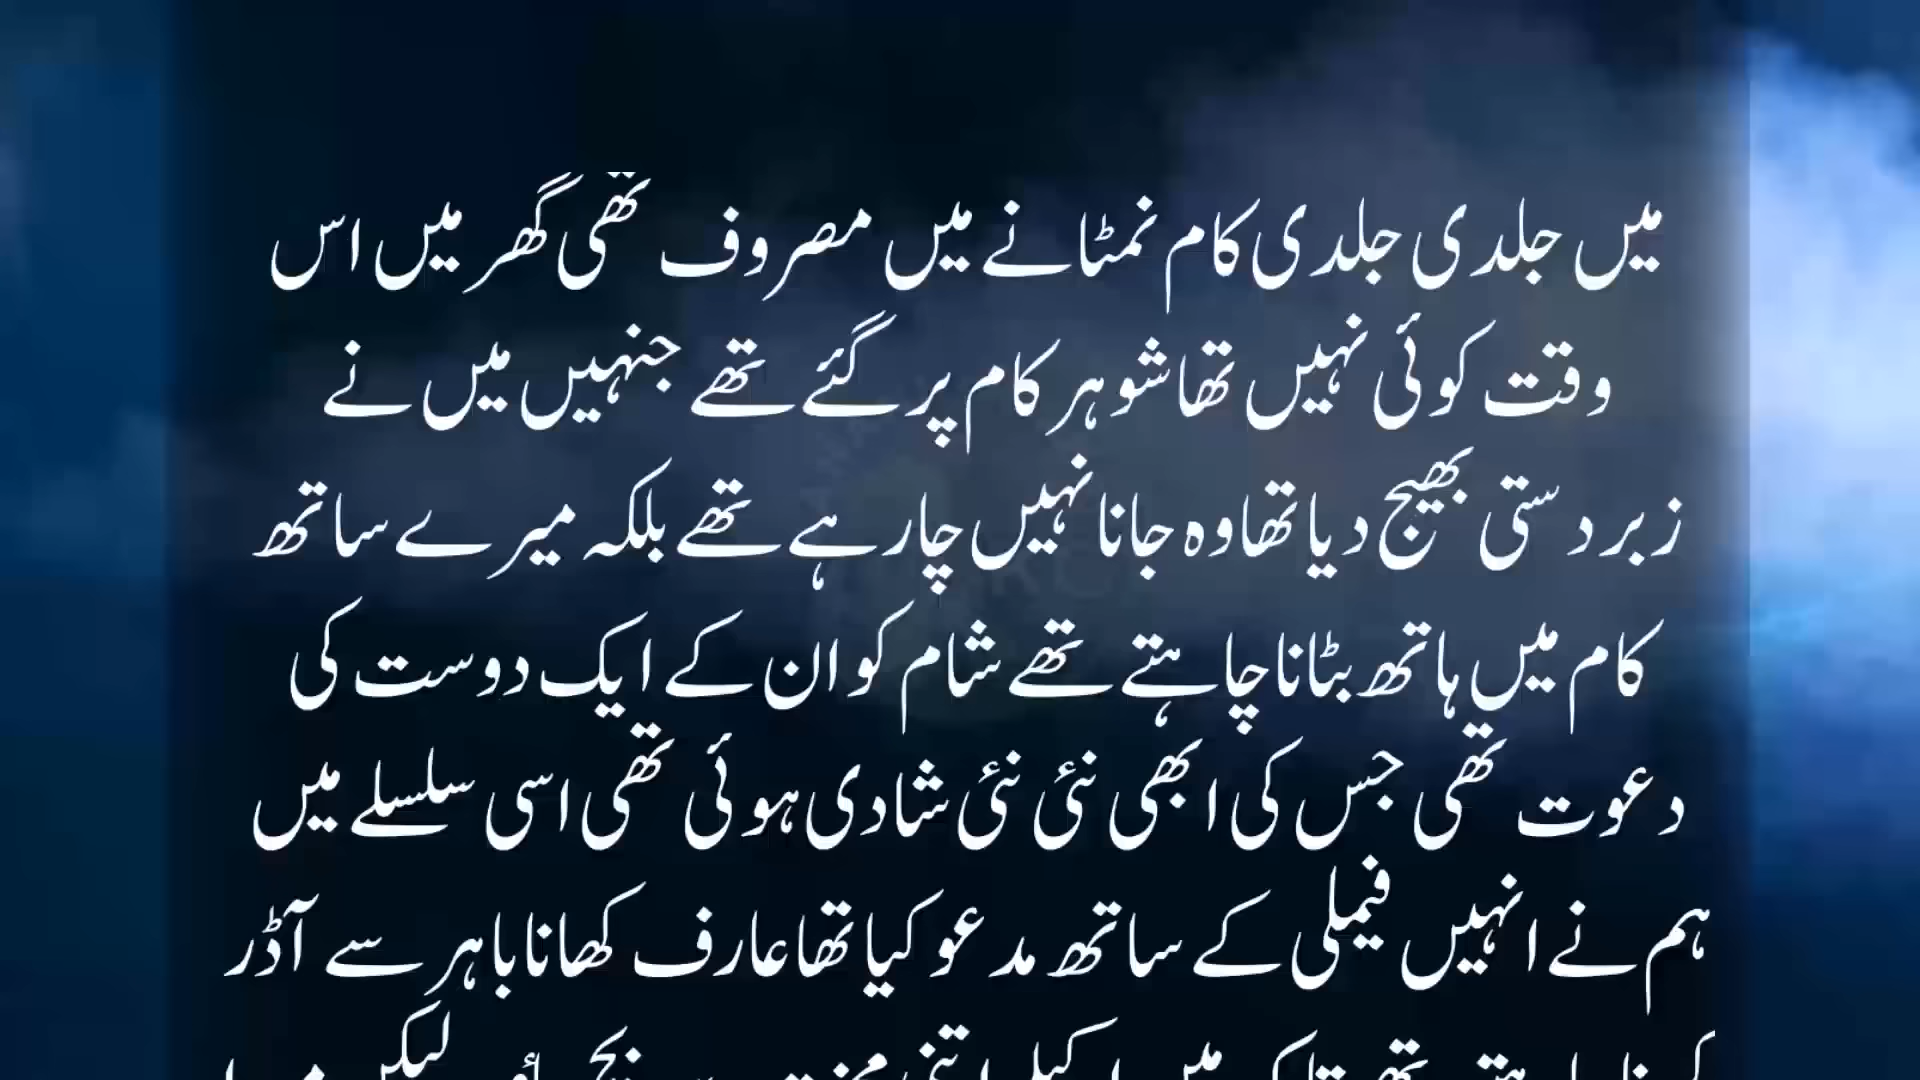 میں جلدی جلدی کام نمٹانے میں مصروف تھی گھر میں اس
وقت کوئی نہیں تھا شوہر کام پر گئے تھے جنہیں میں نے
زبردستی بھیج دیا تھا وہ جانا نہیں چارہے تھے بلکہ میرے ساتھ
کام میں ہاتھ بٹانا چاہتے تھے شام کو ان کے ایک دوست کی
دعوت تھی جس کی ابھی نئی نئی شادی ہوئی تھی اسی سلسلے میں
ہم نے انہیں فیملی کے ساتھ مدعو کیا تھا عارف کھانا باہر سے آڈر